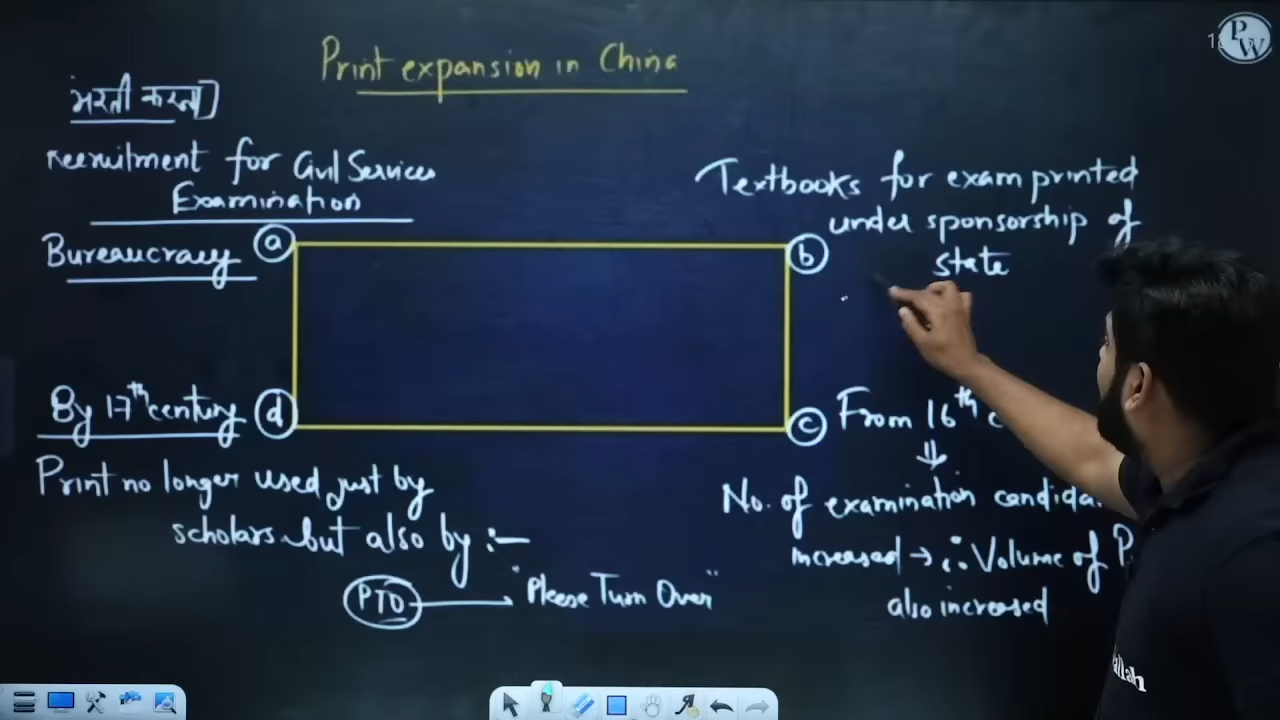 Print expansion in China
भरती करना]
recruitment for Civil Services
Examination
Bureaucracy
a
b
Textbooks for exam printed
under sponsorship of
state
By 17th century
d
Print no longer used just by
scholars but also by :-
PTO
"Please Turn Over"
c
From 16th
No. of examination
increased → ∴ Volume of
also increased
PW